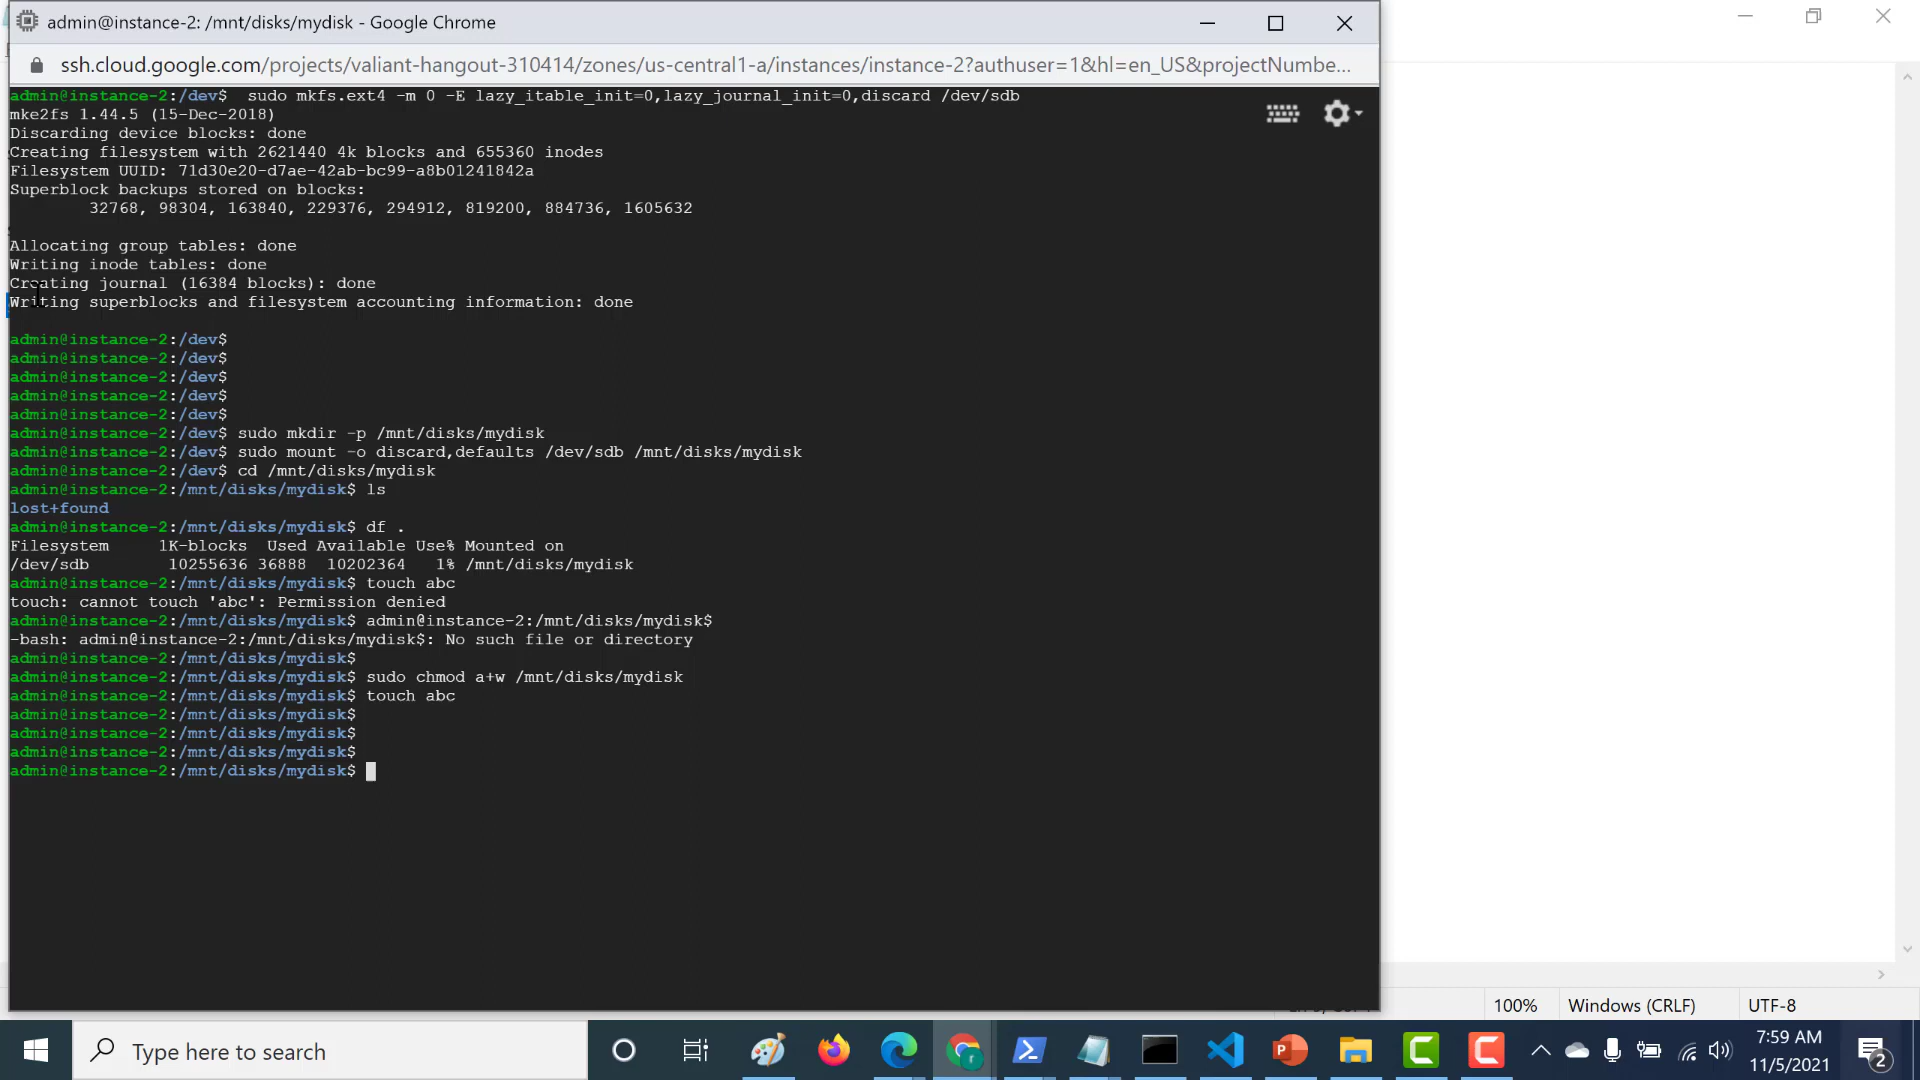 admin@instance-2: /mnt/disks/mydisk - Google Chrome
ssh.cloud.google.com/projects/valiant-hangout-310414/zones/us-central1-a/instances/instance-2?authuser=1&hl=en_US&projectNumbe...
admin@instance-2:/dev$  sudo mkfs.ext4 -m 0 -E lazy_itable_init=0,lazy_journal_init=0,discard /dev/sdb
mke2fs 1.44.5 (15-Dec-2018)
Discarding device blocks: done
Creating filesystem with 2621440 4k blocks and 655360 inodes
Filesystem UUID: 71d30e20-d7ae-42ab-bc99-a8b01241842a
Superblock backups stored on blocks:
        32768, 98304, 163840, 229376, 294912, 819200, 884736, 1605632
Allocating group tables: done
Writing inode tables: done
Creating journal (16384 blocks): done
Writing superblocks and filesystem accounting information: done
admin@instance-2:/dev$
admin@instance-2:/dev$
admin@instance-2:/dev$
admin@instance-2:/dev$
admin@instance-2:/dev$
admin@instance-2:/dev$ sudo mkdir -p /mnt/disks/mydisk
admin@instance-2:/dev$ sudo mount -o discard,defaults /dev/sdb /mnt/disks/mydisk
admin@instance-2:/dev$ cd /mnt/disks/mydisk
admin@instance-2:/mnt/disks/mydisk$ ls
lost+found
admin@instance-2:/mnt/disks/mydisk$ df .
Filesystem     1K-blocks  Used Available Use% Mounted on
/dev/sdb        10255636 36888  10202364   1% /mnt/disks/mydisk
admin@instance-2:/mnt/disks/mydisk$ touch abc
touch: cannot touch 'abc': Permission denied
admin@instance-2:/mnt/disks/mydisk$ admin@instance-2:/mnt/disks/mydisk$
-bash: admin@instance-2:/mnt/disks/mydisk$: No such file or directory
admin@instance-2:/mnt/disks/mydisk$
admin@instance-2:/mnt/disks/mydisk$ sudo chmod a+w /mnt/disks/mydisk
admin@instance-2:/mnt/disks/mydisk$ touch abc
admin@instance-2:/mnt/disks/mydisk$
admin@instance-2:/mnt/disks/mydisk$
admin@instance-2:/mnt/disks/mydisk$
admin@instance-2:/mnt/disks/mydisk$
100% Windows (CRLF) UTF-8
Type here to search
7:59 AM
11/5/2021
2